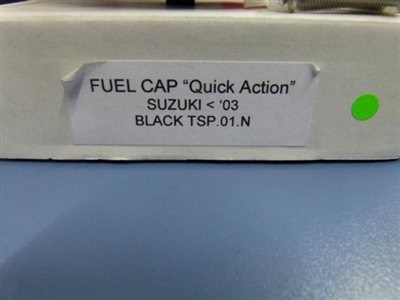 FUEL CAP “Quick Action”
SUZUKI < ‘03
BLACK TSP.01.N